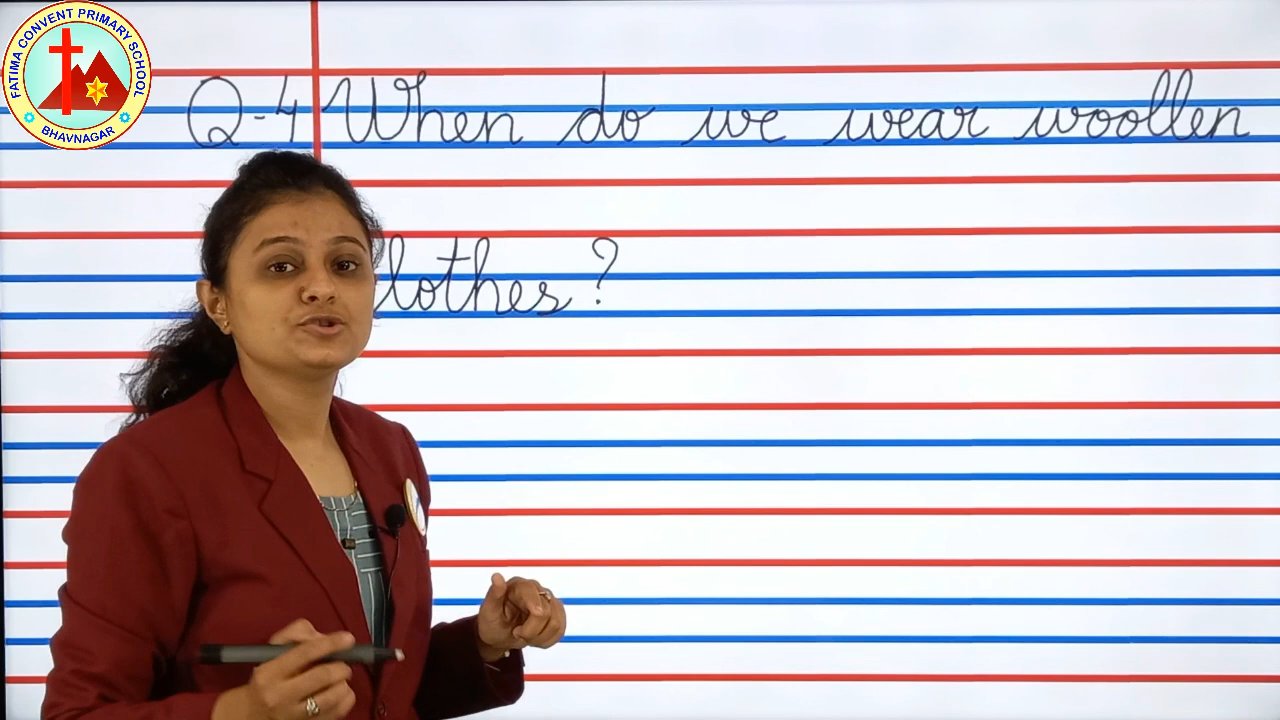 FATIMA CONVENT PRIMARY SCHOOL
BHAVNAGAR
Q-4 When do we wear woollen
lothes ?